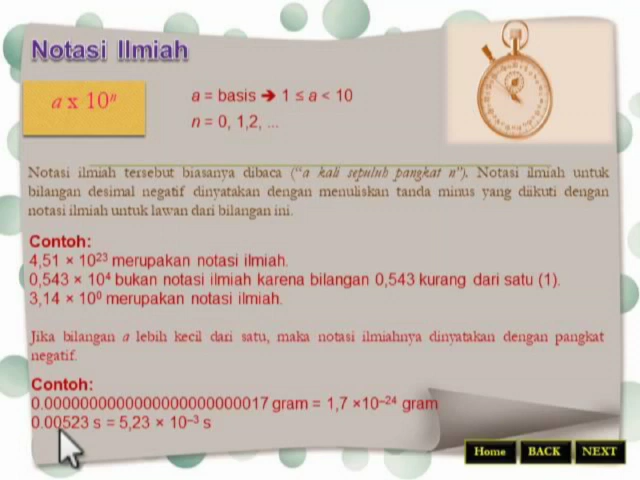 Notasi Ilmiah
a x 10ⁿ
a = basis ➔ 1 ≤ a < 10
n = 0, 1,2, ...
Notasi ilmiah tersebut biasanya dibaca ("a kali sepuluh pangkat n"). Notasi ilmiah untuk
bilangan desimal negatif dinyatakan dengan menuliskan tanda minus yang diikuti dengan
notasi ilmiah untuk lawan dari bilangan ini.
Contoh:
4,51 × 10²³ merupakan notasi ilmiah.
0,543 × 10⁴ bukan notasi ilmiah karena bilangan 0,543 kurang dari satu (1).
3,14 × 10⁰ merupakan notasi ilmiah.
Jika bilangan a lebih kecil dari satu, maka notasi ilmiahnya dinyatakan dengan pangkat
negatif.
Contoh:
0.0000000000000000000000017 gram = 1,7 ×10⁻²⁴ gram
0.00523 s = 5,23 × 10⁻³ s
Home BACK NEXT